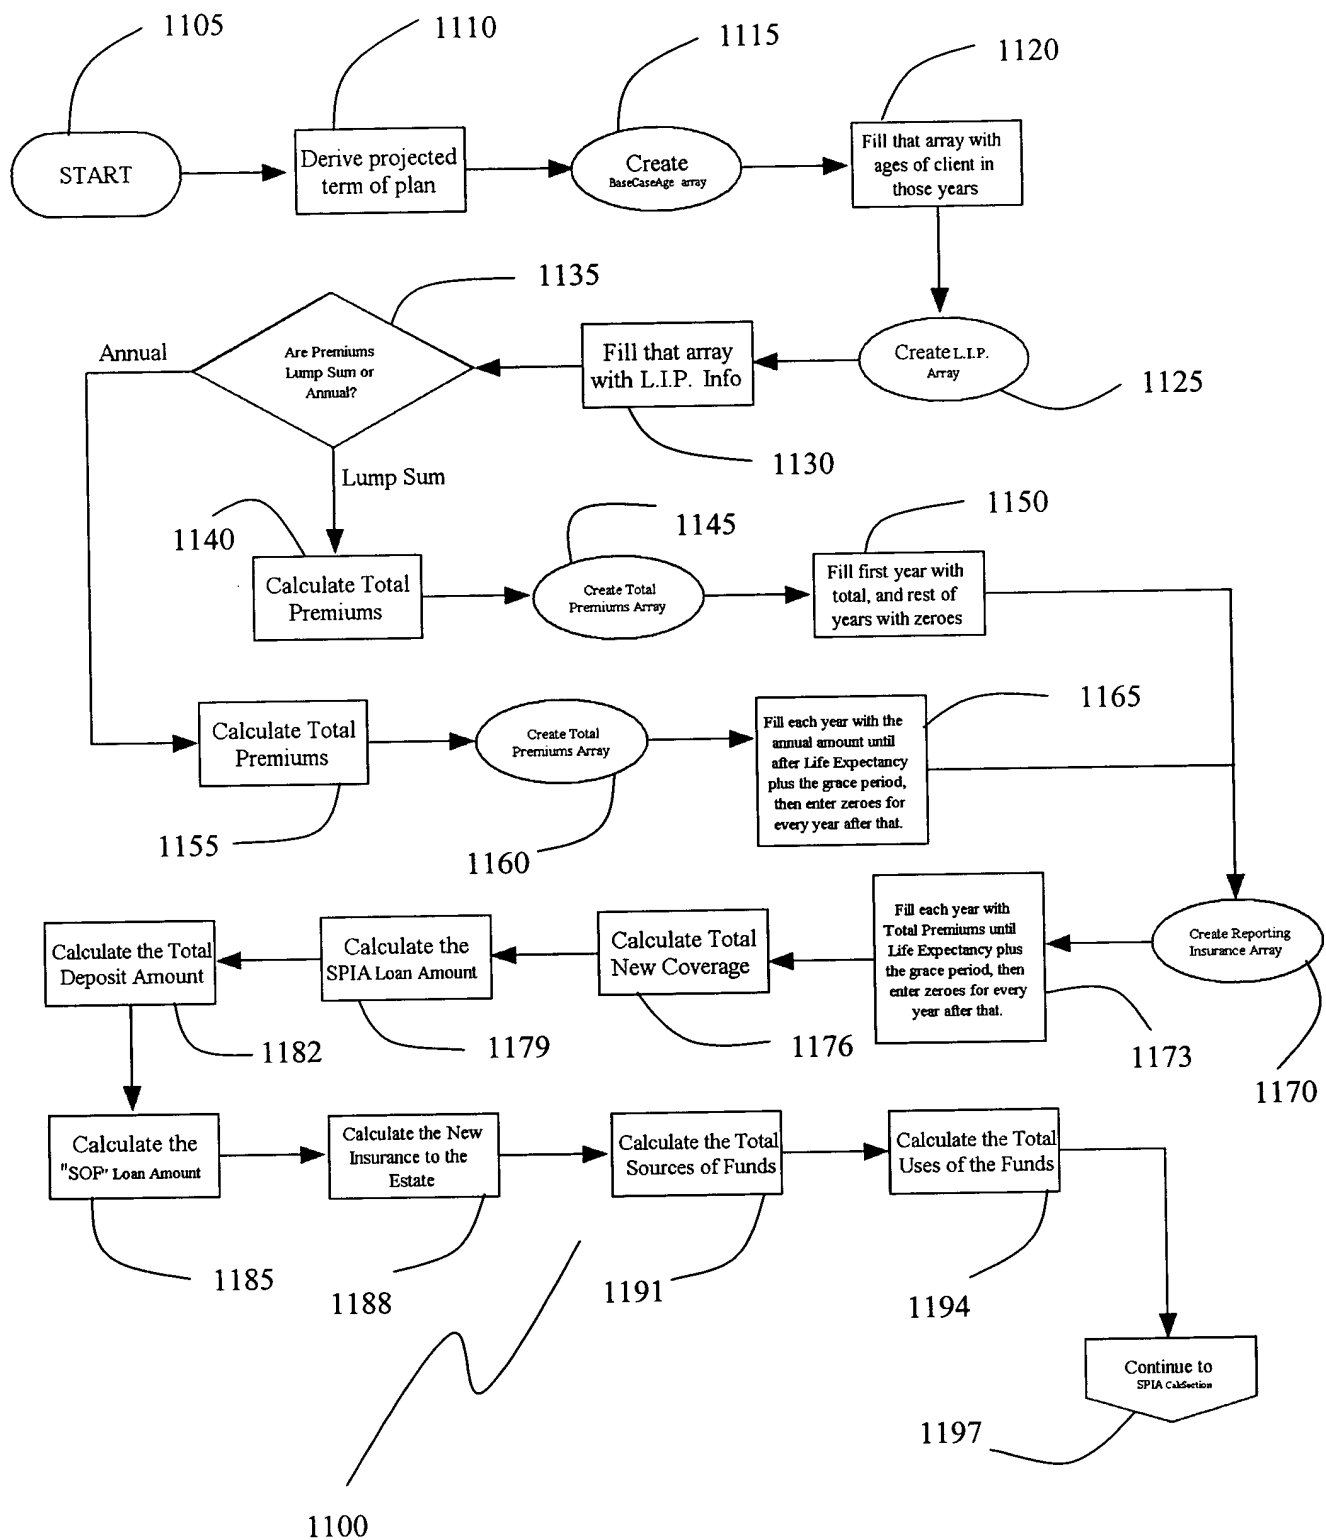 1105
1110
1115
1120
START
Derive projected
term of plan
Create
BaseCaseAge array
Fill that array with
ages of client in
those years
1135
Annual
Are Premiums
Lump Sum or
Annual?
Fill that array
with L.I.P. Info
Create L.I.P.
Array
1125
1130
Lump Sum
1140
1145
1150
Calculate Total
Premiums
Create Total
Premiums Array
Fill first year with
total, and rest of
years with zeroes
1165
Calculate Total
Premiums
Create Total
Premiums Array
Fill each year with the
annual amount until
after Life Expectancy
plus the grace period,
then enter zeroes for
every year after that.
1155
1160
Calculate the Total
Deposit Amount
Calculate the
SPIA Loan Amount
Calculate Total
New Coverage
Fill each year with
Total Premiums until
Life Expectancy plus
the grace period, then
enter zeroes for every
year after that.
Create Reporting
Insurance Array
1182
1179
1176
1173
1170
Calculate the
"SOF" Loan Amount
Calculate the New
Insurance to the
Estate
Calculate the Total
Sources of Funds
Calculate the Total
Uses of the Funds
1185
1188
1191
1194
Continue to
SPIA CalcSection
1197
1100